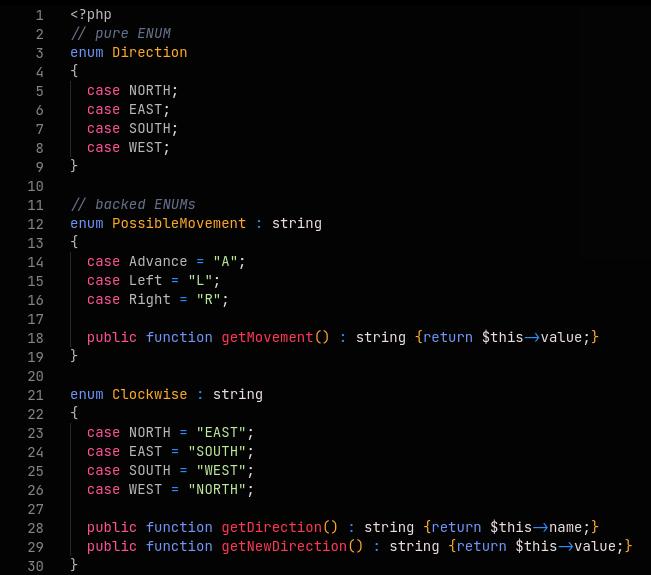 1 <?php
2 // pure ENUM
3 enum Direction
4 {
5 case NORTH;
6 case EAST;
7 case SOUTH;
8 case WEST;
9 }
10
11 // backed ENUMs
12 enum PossibleMovement : string
13 {
14 case Advance = "A";
15 case Left = "L";
16 case Right = "R";
17
18 public function getMovement() : string {return $this->value;}
19 }
20
21 enum Clockwise : string
22 {
23 case NORTH = "EAST";
24 case EAST = "SOUTH";
25 case SOUTH = "WEST";
26 case WEST = "NORTH";
27
28 public function getDirection() : string {return $this->name;}
29 public function getNewDirection() : string {return $this->value;}
30 }